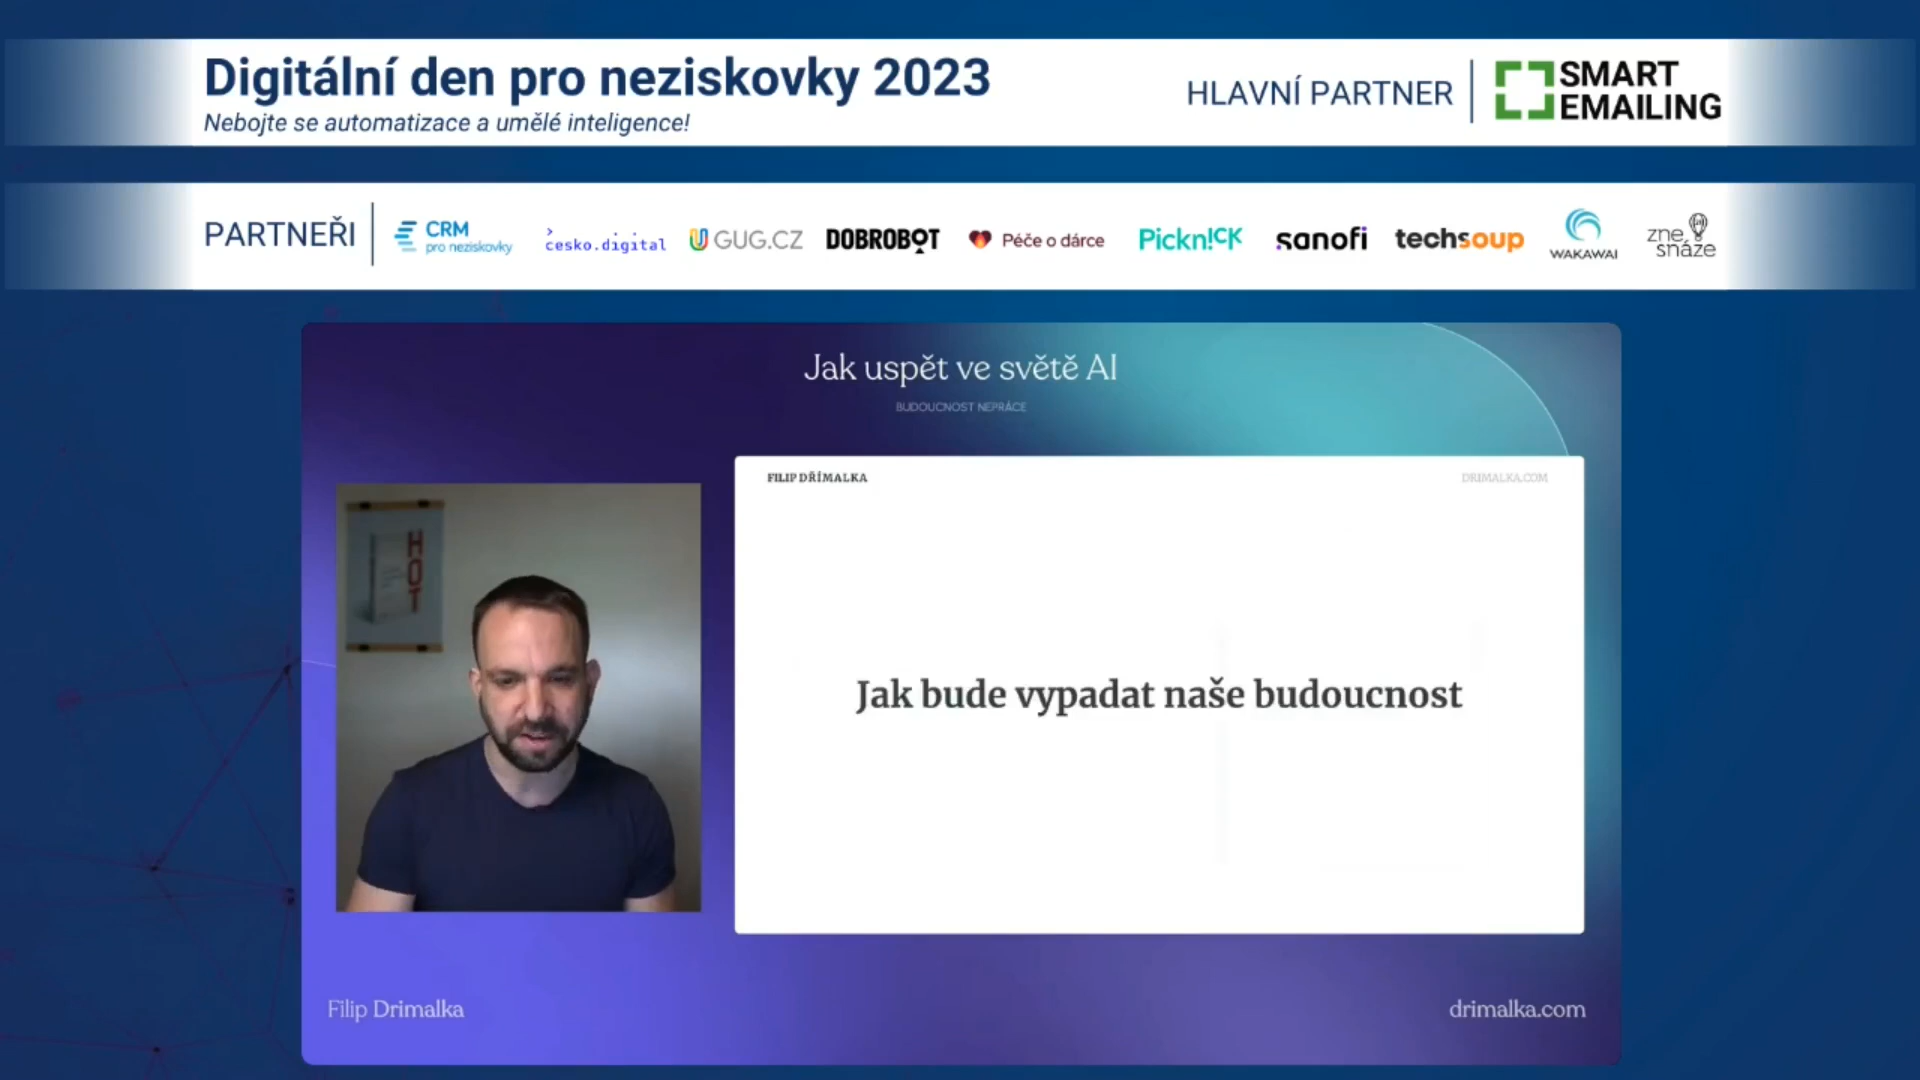 Digitální den pro neziskovky 2023
Nebojte se automatizace a umělé inteligence!
HLAVNÍ PARTNER
SMART
EMAILING
PARTNEŘI
CRM
pro neziskovky
>
cesko.digital
GUG.CZ
DOBROBOT
Péče o dárce
Pickn!CK
sanofi
techsoup
WAKAWAI
zne
snáze
Jak uspět ve světě AI
BUDOUCNOST NEPRÁCE
FILIP DŘÍMALKA
DRIMALKA.COM
HOT
Jak bude vypadat naše budoucnost
Filip Drimalka
drimalka.com